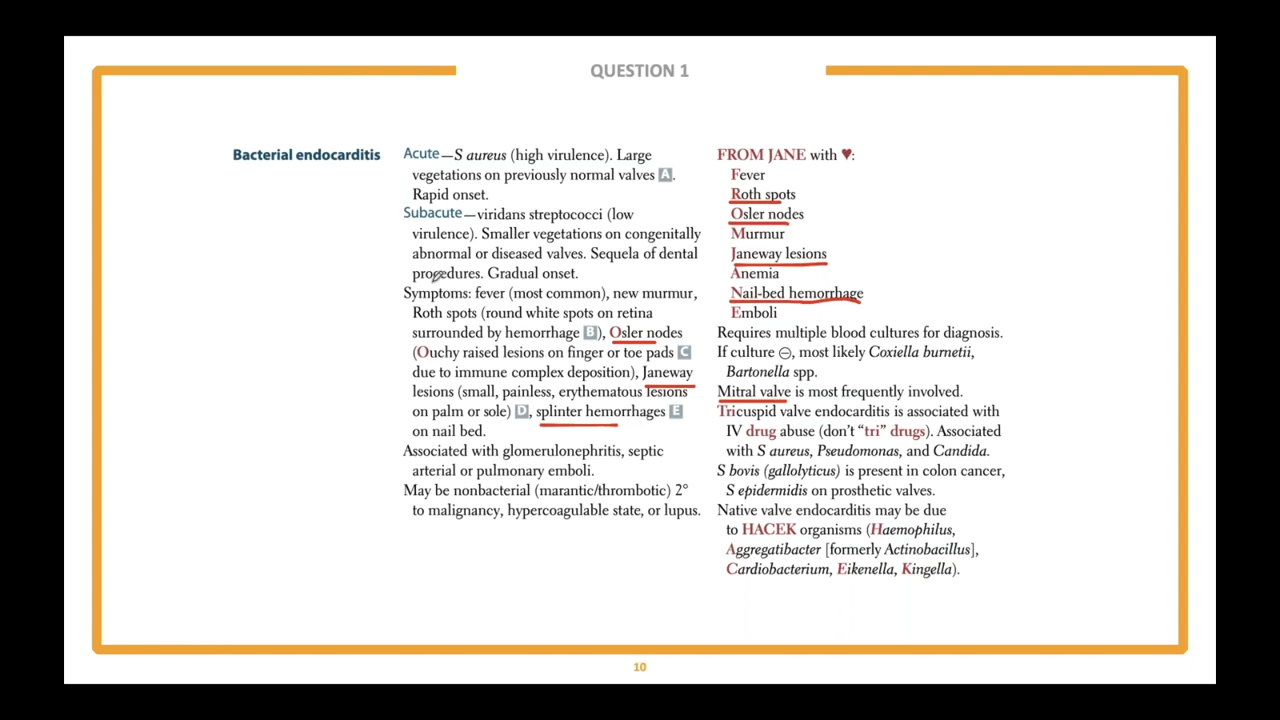 QUESTION 1
Bacterial endocarditis
Acute—S aureus (high virulence). Large
vegetations on previously normal valves A.
Rapid onset.
Subacute—viridans streptococci (low
virulence). Smaller vegetations on congenitally
abnormal or diseased valves. Sequela of dental
procedures. Gradual onset.
Symptoms: fever (most common), new murmur,
Roth spots (round white spots on retina
surrounded by hemorrhage B), Osler nodes
(Ouchy raised lesions on finger or toe pads C
due to immune complex deposition), Janeway
lesions (small, painless, erythematous lesions
on palm or sole) D, splinter hemorrhages E
on nail bed.
Associated with glomerulonephritis, septic
arterial or pulmonary emboli.
May be nonbacterial (marantic/thrombotic) 2°
to malignancy, hypercoagulable state, or lupus.
FROM JANE with ♥:
Fever
Roth spots
Osler nodes
Murmur
Janeway lesions
Anemia
Nail-bed hemorrhage
Emboli
Requires multiple blood cultures for diagnosis.
If culture ⊖, most likely Coxiella burnetii,
Bartonella spp.
Mitral valve is most frequently involved.
Tricuspid valve endocarditis is associated with
IV drug abuse (don't “tri” drugs). Associated
with S aureus, Pseudomonas, and Candida.
S bovis (gallolyticus) is present in colon cancer,
S epidermidis on prosthetic valves.
Native valve endocarditis may be due
to HACEK organisms (Haemophilus,
Aggregatibacter [formerly Actinobacillus],
Cardiobacterium, Eikenella, Kingella).
10